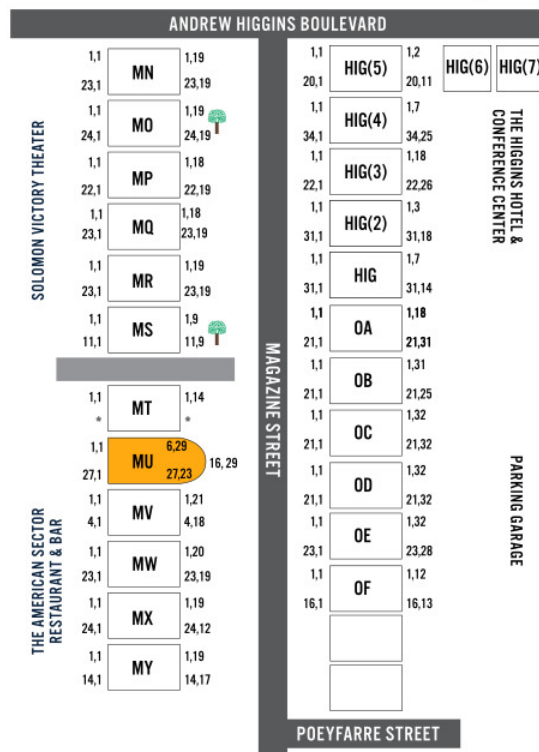 ANDREW HIGGINS BOULEVARD
SOLOMON VICTORY THEATER
1,1 MN 1,19
23,1 23,19
1,1 MO 1,19
24,1 24,19
1,1 MP 1,18
22,1 22,19
1,1 MQ 1,18
23,1 23,19
1,1 MR 1,19
23,1 23,19
1,1 MS 1,9
11,1 11,9
THE AMERICAN SECTOR
RESTAURANT & BAR
1,1 MT 1,14
* *
1,1 MU 6,29
27,1 27,23
16, 29
1,1 MV 1,21
4,1 4,18
1,1 MW 1,20
23,1 23,19
1,1 MX 1,19
24,1 24,12
1,1 MY 1,19
14,1 14,17
MAGAZINE STREET
1,1 HIG(5) 1,2
20,1 20,11
HIG(6) HIG(7)
1,1 HIG(4) 1,7
34,1 34,25
1,1 HIG(3) 1,18
22,1 22,26
1,1 HIG(2) 1,3
31,1 31,18
1,1 HIG 1,7
31,1 31,14
1,1 OA 1,18
21,1 21,31
1,1 OB 1,31
21,1 21,25
1,1 OC 1,32
21,1 21,32
1,1 OD 1,32
21,1 21,32
1,1 OE 1,32
23,1 23,28
1,1 OF 1,12
16,1 16,13
THE HIGGINS HOTEL &
CONFERENCE CENTER
PARKING GARAGE
POEYFARRE STREET